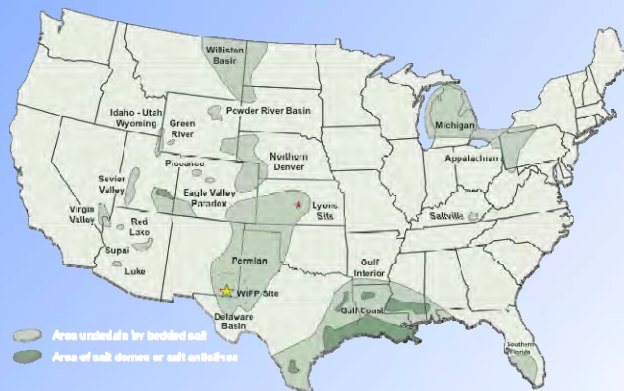 Williston
Basin
Idaho - Utah
Wyoming
Green
River
Powder River Basin
Michigan
Appalachian
Piceance
Northern
Denver
Sevier
Valley
Eagle Valley
Paradox
Lyons
Site
Virgin
Valley
Red
Lake
Supai
Luke
Saltville
Permian
WIPP Site
Delaware
Basin
Gulf
Interior
Gulf Coast
Southern
Florida
Area underlain by bedded salt
Area of salt domes or salt anticlines